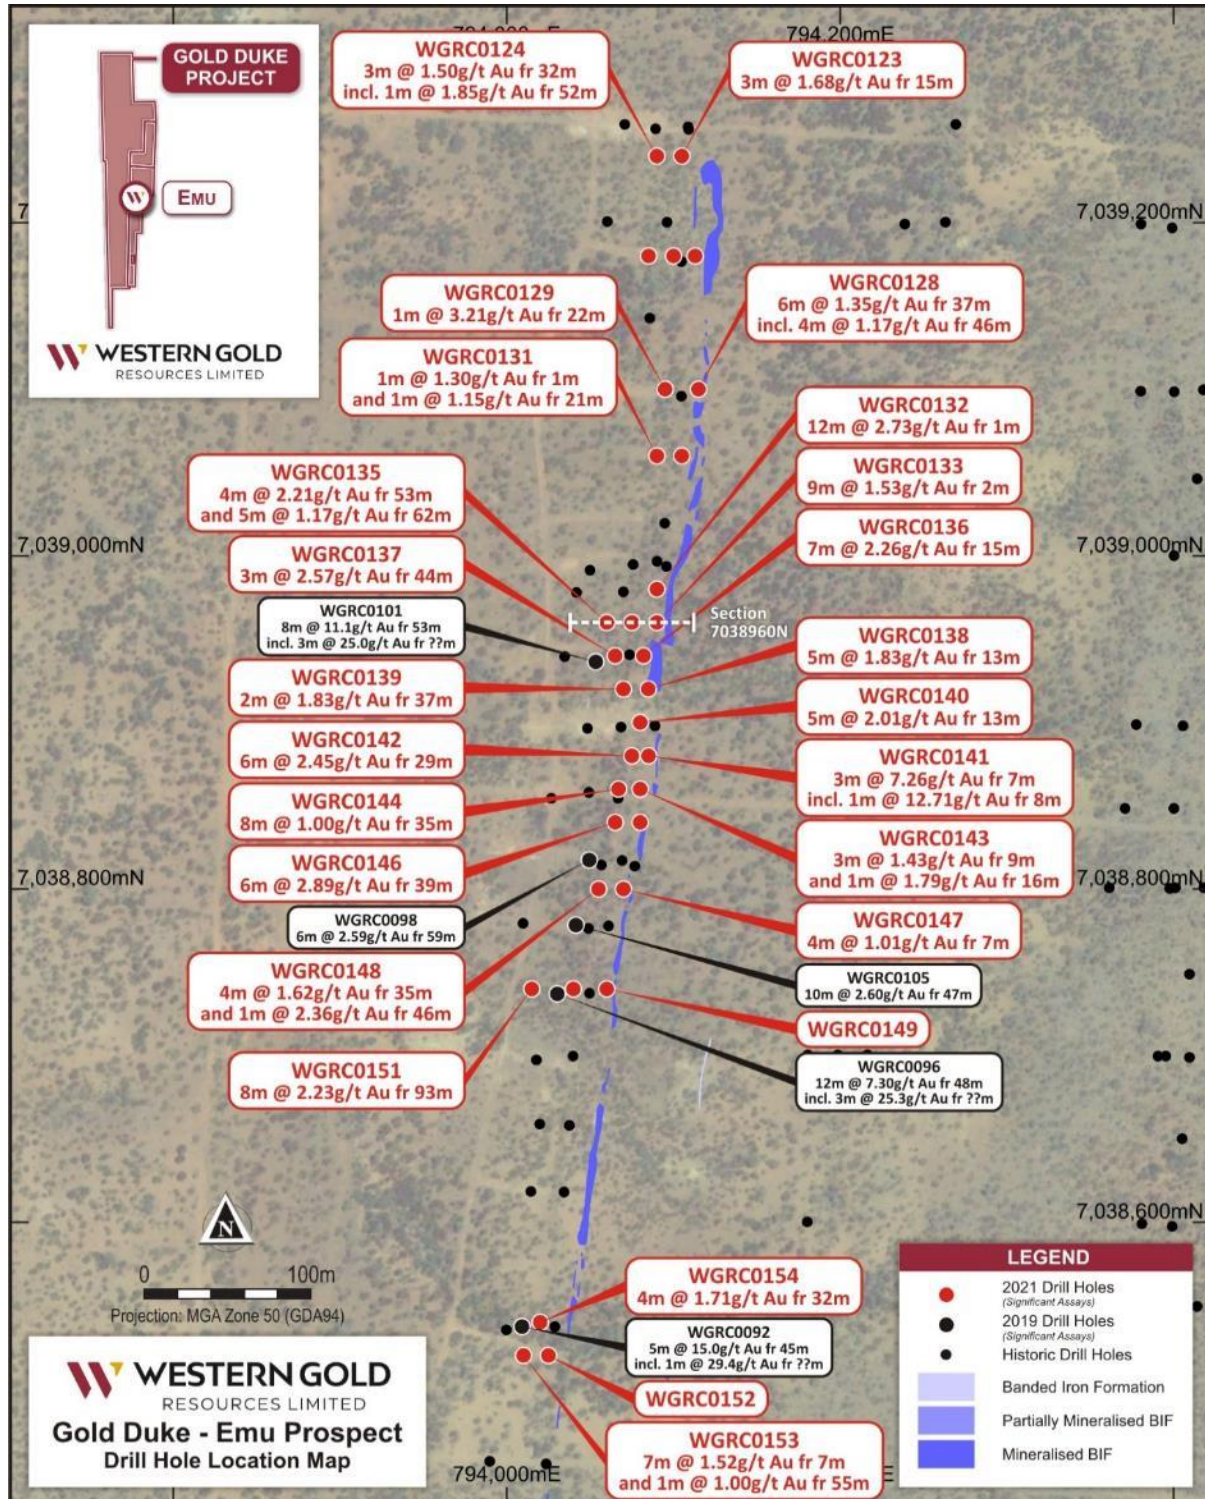 794,200mE
GOLD DUKE
PROJECT
EMU
WESTERN GOLD
RESOURCES LIMITED
WGRC0124
3m @ 1.50g/t Au fr 32m
incl. 1m @ 1.85g/t Au fr 52m
WGRC0123
3m @ 1.68g/t Au fr 15m
7,039,200mN
WGRC0129
1m @ 3.21g/t Au fr 22m
WGRC0128
6m @ 1.35g/t Au fr 37m
incl. 4m @ 1.17g/t Au fr 46m
WGRC0131
1m @ 1.30g/t Au fr 1m
and 1m @ 1.15g/t Au fr 21m
WGRC0132
12m @ 2.73g/t Au fr 1m
WGRC0135
4m @ 2.21g/t Au fr 53m
and 5m @ 1.17g/t Au fr 62m
WGRC0133
9m @ 1.53g/t Au fr 2m
7,039,000mN
WGRC0136
7m @ 2.26g/t Au fr 15m
WGRC0137
3m @ 2.57g/t Au fr 44m
WGRC0101
8m @ 11.1g/t Au fr 53m
incl. 3m @ 25.0g/t Au fr ??m
Section
7038960N
WGRC0138
5m @ 1.83g/t Au fr 13m
WGRC0139
2m @ 1.83g/t Au fr 37m
WGRC0140
5m @ 2.01g/t Au fr 13m
WGRC0142
6m @ 2.45g/t Au fr 29m
WGRC0141
3m @ 7.26g/t Au fr 7m
incl. 1m @ 12.71g/t Au fr 8m
WGRC0144
8m @ 1.00g/t Au fr 35m
WGRC0143
3m @ 1.43g/t Au fr 9m
and 1m @ 1.79g/t Au fr 16m
WGRC0146
6m @ 2.89g/t Au fr 39m
7,038,800mN
7,038,800mN
WGRC0098
6m @ 2.59g/t Au fr 59m
WGRC0147
4m @ 1.01g/t Au fr 7m
WGRC0148
4m @ 1.62g/t Au fr 35m
and 1m @ 2.36g/t Au fr 46m
WGRC0105
10m @ 2.60g/t Au fr 47m
WGRC0149
WGRC0151
8m @ 2.23g/t Au fr 93m
WGRC0096
12m @ 7.30g/t Au fr 48m
incl. 3m @ 25.3g/t Au fr ??m
7,038,600mN
N
0 100m
Projection: MGA Zone 50 (GDA94)
WGRC0154
4m @ 1.71g/t Au fr 32m
WGRC0092
5m @ 15.0g/t Au fr 45m
incl. 1m @ 29.4g/t Au fr ??m
WGRC0152
WGRC0153
7m @ 1.52g/t Au fr 7m
and 1m @ 1.00g/t Au fr 55m
794,000mE
WESTERN GOLD
RESOURCES LIMITED
Gold Duke - Emu Prospect
Drill Hole Location Map
LEGEND
2021 Drill Holes
(Significant Assays)
2019 Drill Holes
(Significant Assays)
Historic Drill Holes
Banded Iron Formation
Partially Mineralised BIF
Mineralised BIF